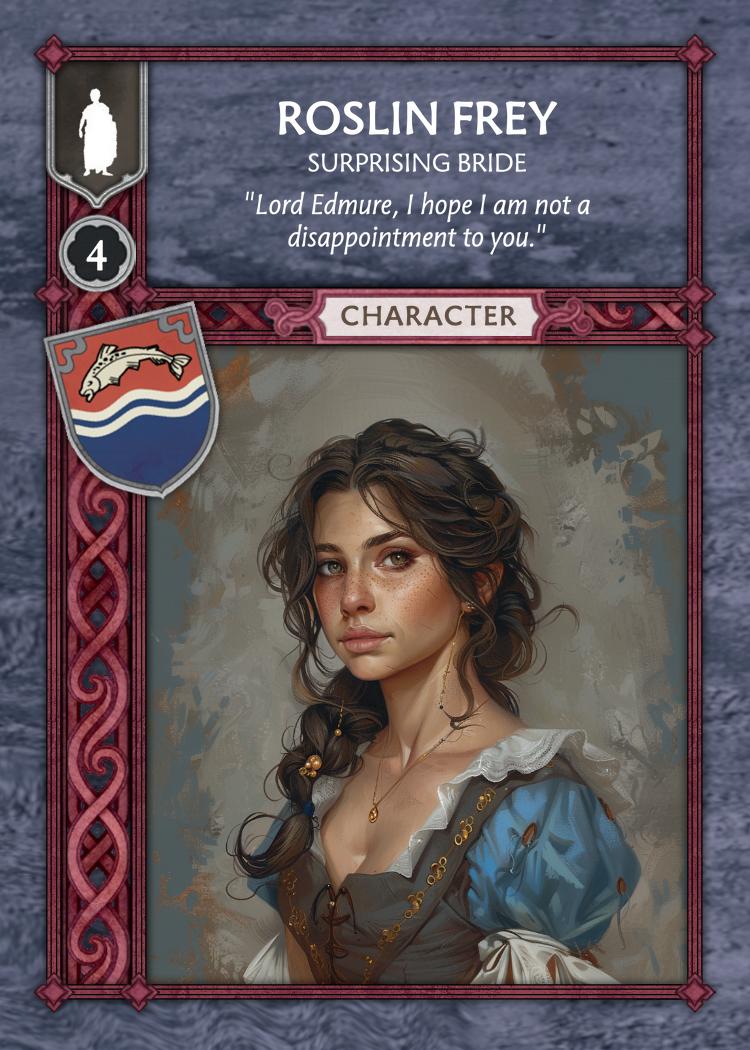 ROSLIN FREY
SURPRISING BRIDE
"Lord Edmure, I hope I am not a
disappointment to you."
4
CHARACTER